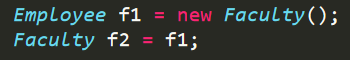 Employee f1 = new Faculty();
Faculty f2 = f1;